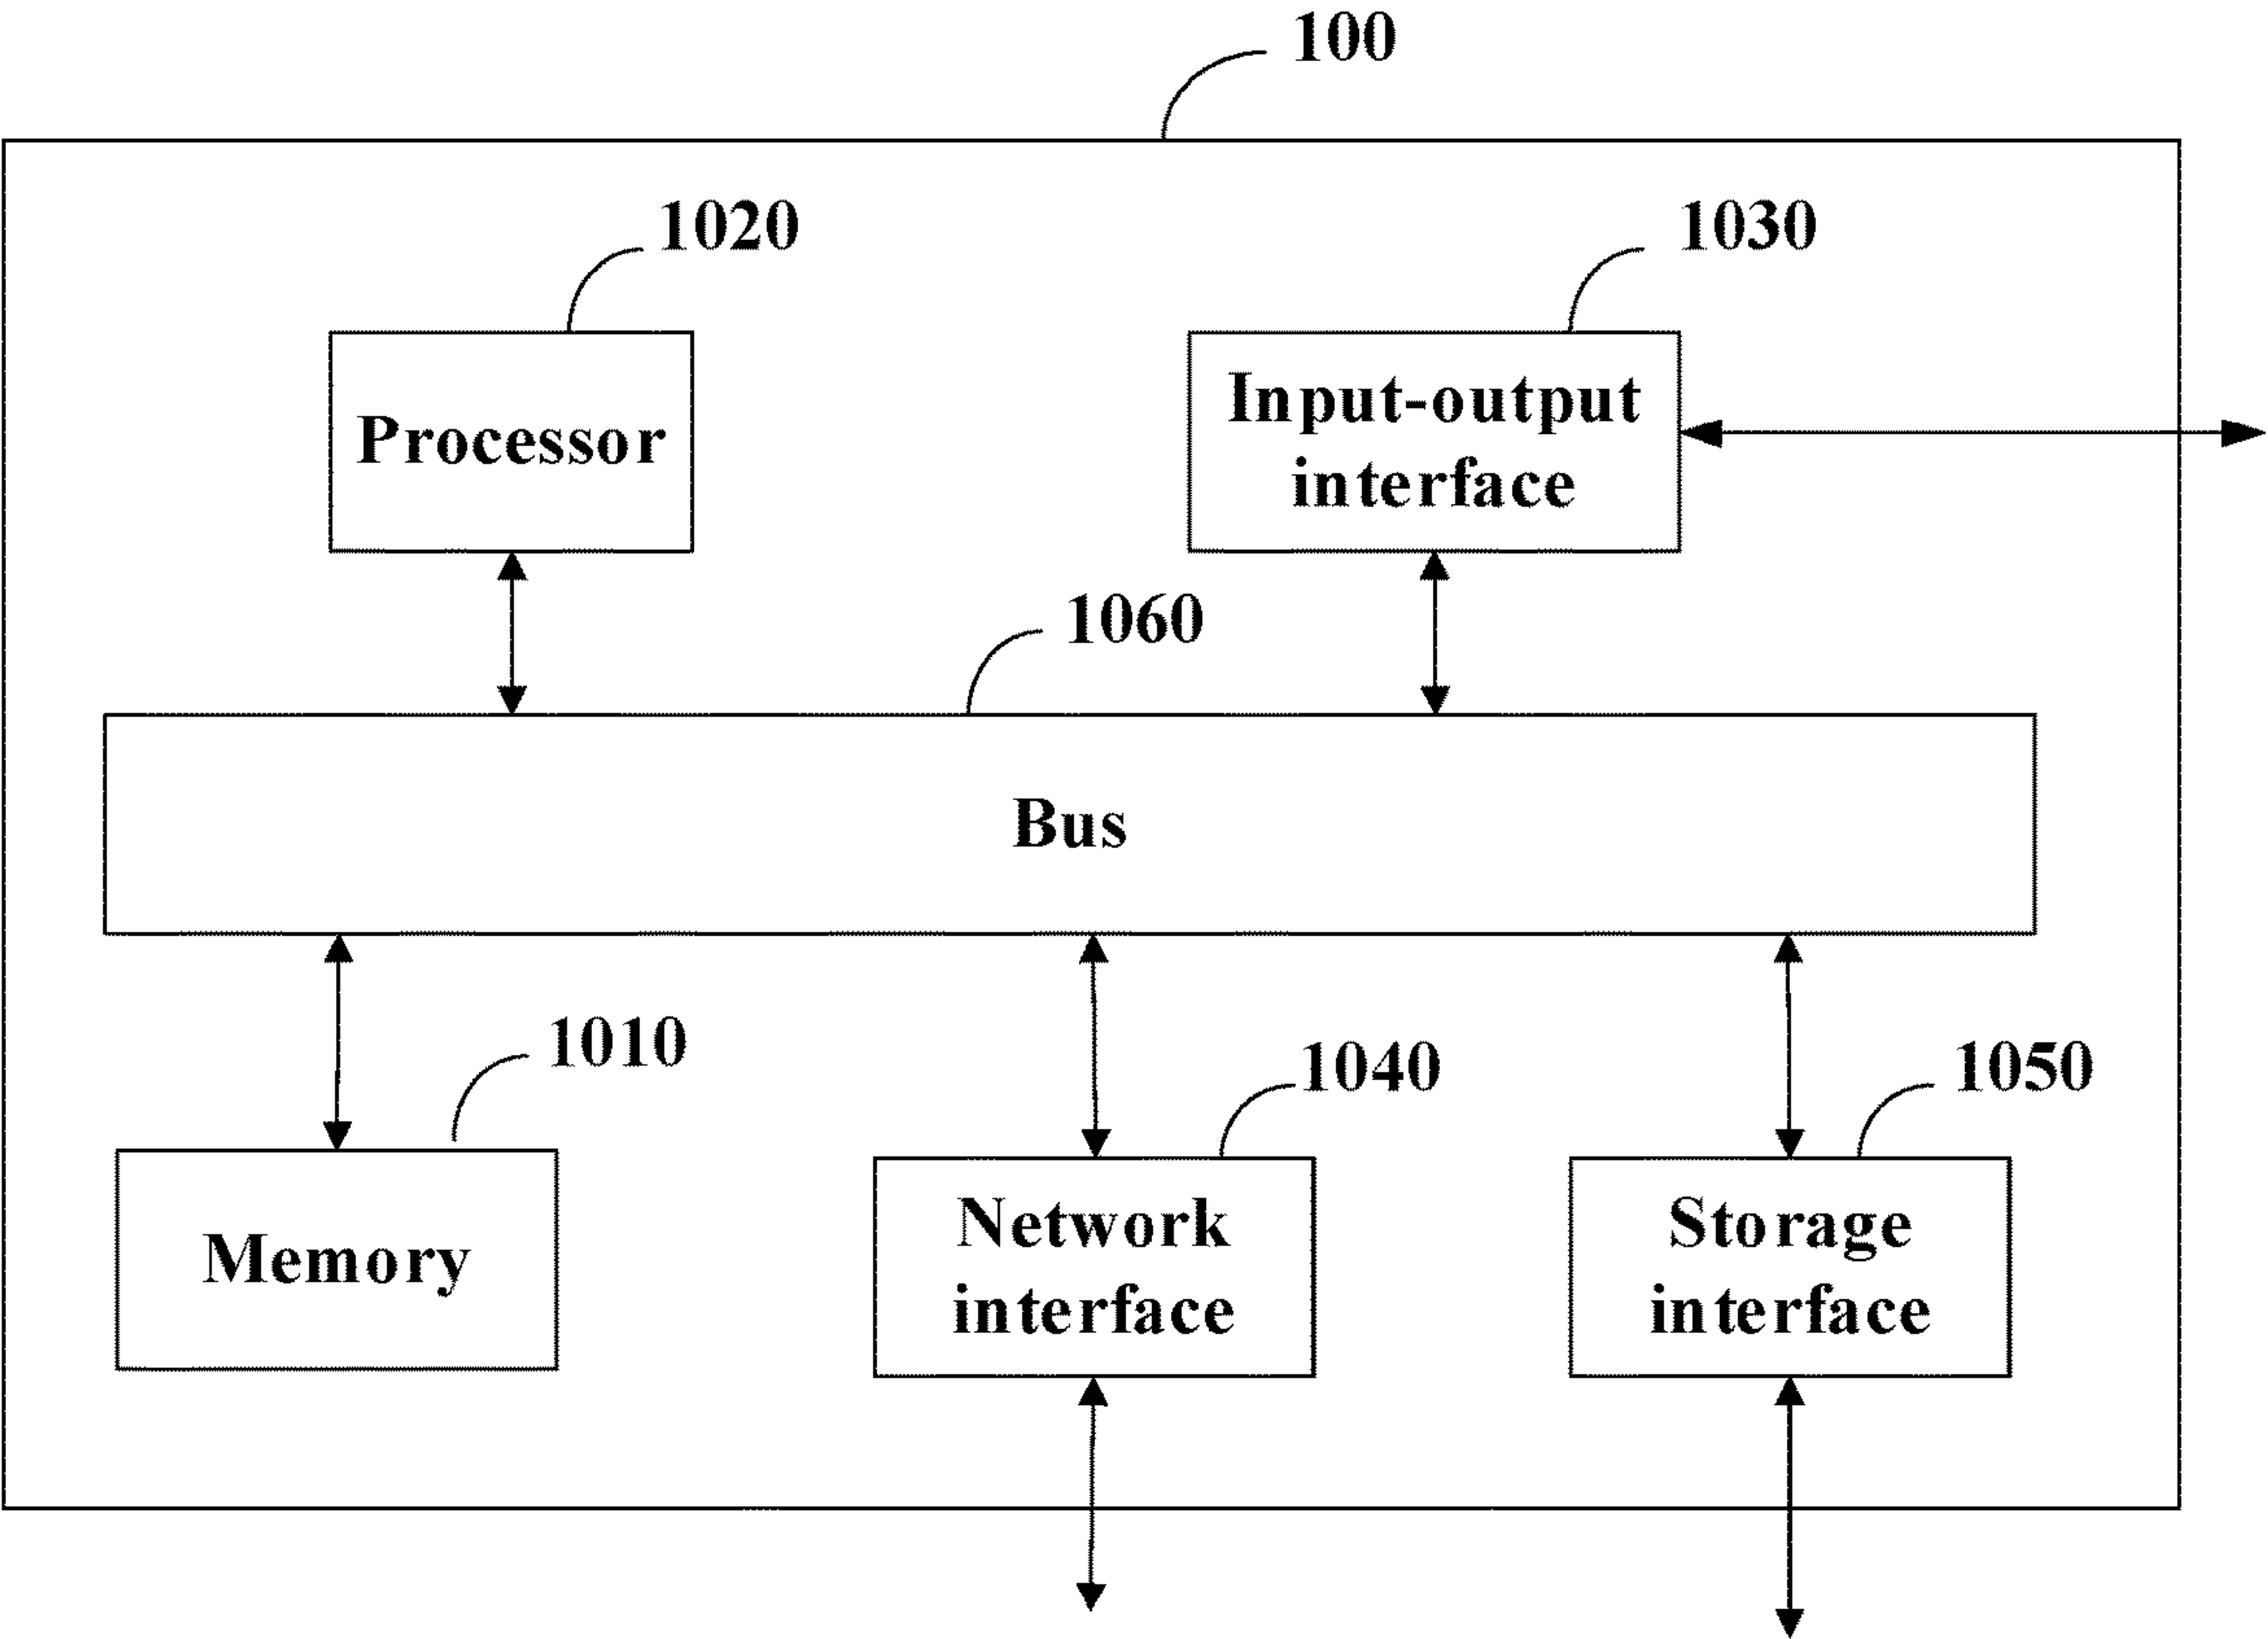 100
1020
1030
Processor
Input-output
interface
1060
Bus
1010
1040
1050
Memory
Network
interface
Storage
interface